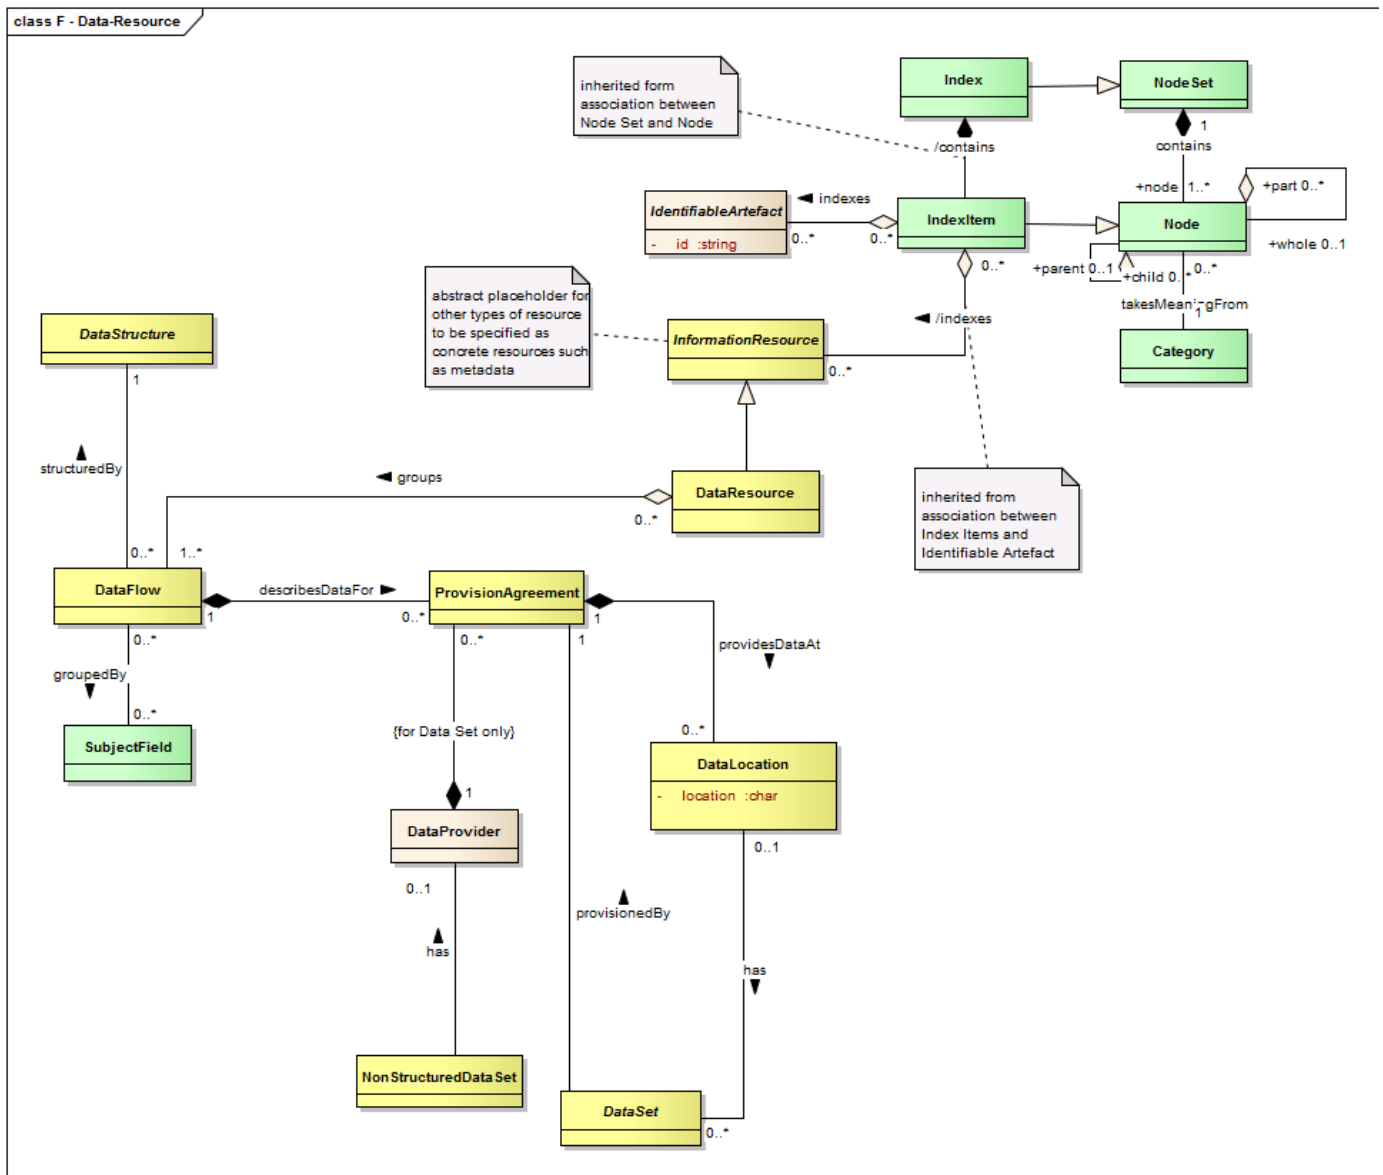 class F - Data-Resource
inherited form
association between
Node Set and Node
Index
NodeSet
1
/contains
contains
+node 1..*
+part 0..*
IdentifiableArtefact
- id :string
indexes
0..*
0..*
IndexItem
Node
+whole 0..1
0..*
+parent 0..1
+child 0..*
0..*
takesMeaningFrom
1
Category
abstract placeholder for
other types of resource
to be specified as
concrete resources such
as metadata
/indexes
InformationResource
0..*
DataStructure
1
structuredBy
groups
DataResource
0..*
inherited from
association between
Index Items and
Identifiable Artefact
0..*
1..*
DataFlow
describesDataFor
1
0..*
ProvisionAgreement
1
0..*
0..*
1
providesDataAt
groupedBy
0..*
SubjectField
{for Data Set only}
0..*
DataLocation
- location :char
1
DataProvider
0..1
0..1
provisionedBy
has
has
NonStructuredDataSet
DataSet
0..*